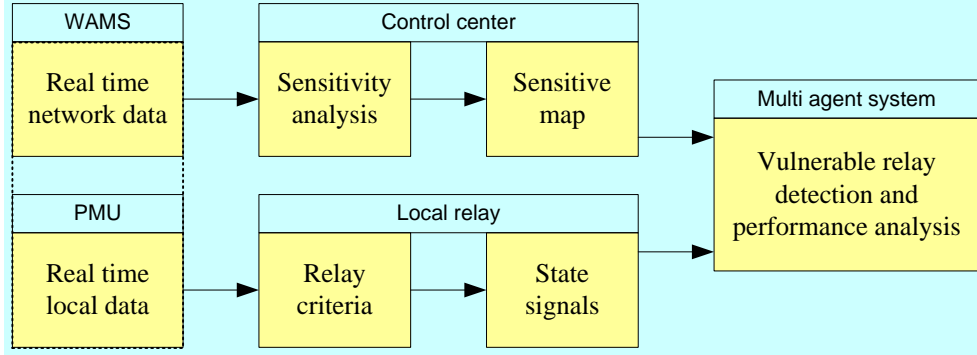 WAMS
Real time
network data
Control center
Sensitivity
analysis
Sensitive
map
Multi agent system
Vulnerable relay
detection and
performance analysis
PMU
Real time
local data
Local relay
Relay
criteria
State
signals